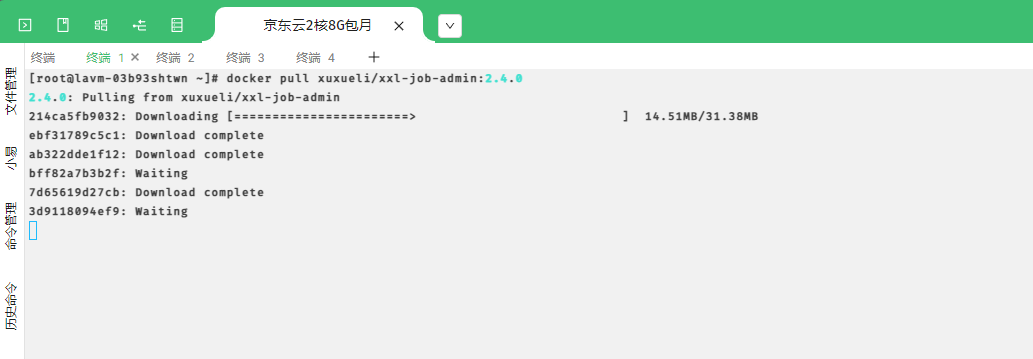 京东云2核8G包月
终端 终端 1 终端 2 终端 3 终端 4
文件管理
小易
命令管理
历史命令
[root@lavm-03b93shtwn ~]# docker pull xuxueli/xxl-job-admin:2.4.0
2.4.0: Pulling from xuxueli/xxl-job-admin
214ca5fb9032: Downloading [=======================>                           ]  14.51MB/31.38MB
ebf31789c5c1: Download complete
ab322dde1f12: Download complete
bff82a7b3b2f: Waiting
7d65619d27cb: Download complete
3d9118094ef9: Waiting